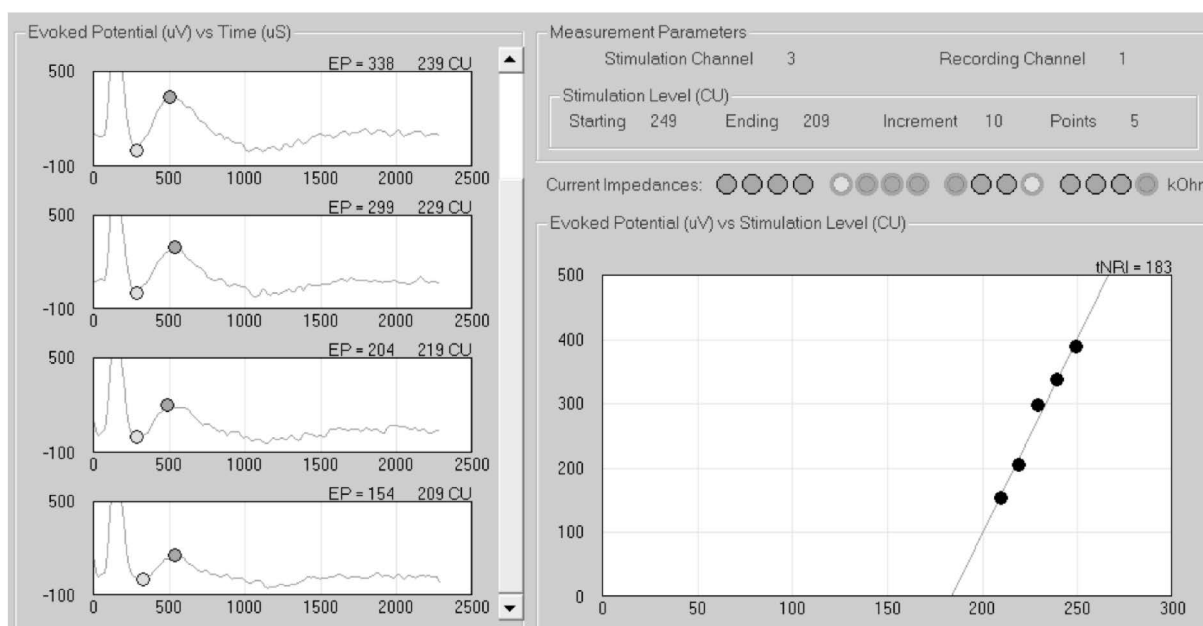 Evoked Potential (uV) vs Time (uS)
EP = 338 239 CU
500
-100
0 500 1000 1500 2000 2500
EP = 299 229 CU
500
-100
0 500 1000 1500 2000 2500
EP = 204 219 CU
500
-100
0 500 1000 1500 2000 2500
EP = 154 209 CU
500
-100
0 500 1000 1500 2000 2500
Measurement Parameters
Stimulation Channel 3 Recording Channel 1
Stimulation Level (CU)
Starting 249 Ending 209 Increment 10 Points 5
Current Impedances: kOhm
Evoked Potential (uV) vs Stimulation Level (CU)
tNRI = 183
500
400
300
200
100
0
0 50 100 150 200 250 300